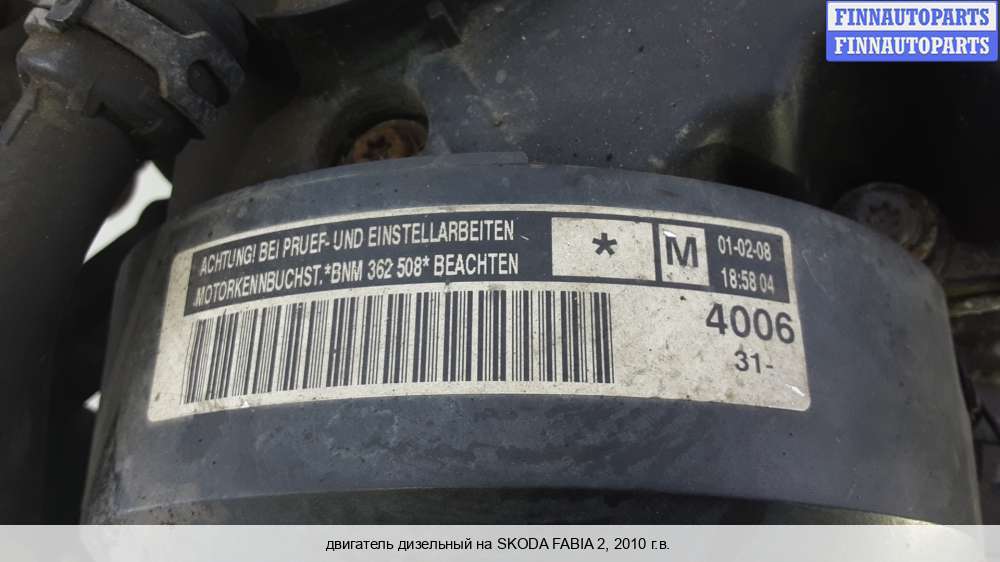 FINNAUTOPARTS
FINNAUTOPARTS
ACHTUNG! BEI PRUEF- UND EINSTELLARBEITEN
MOTORKENNBUCHST. *BNM 362 508* BEACHTEN
*
M
01-02-08
18:58 04
4006
31-
двигатель дизельный на SKODA FABIA 2, 2010 г.в.